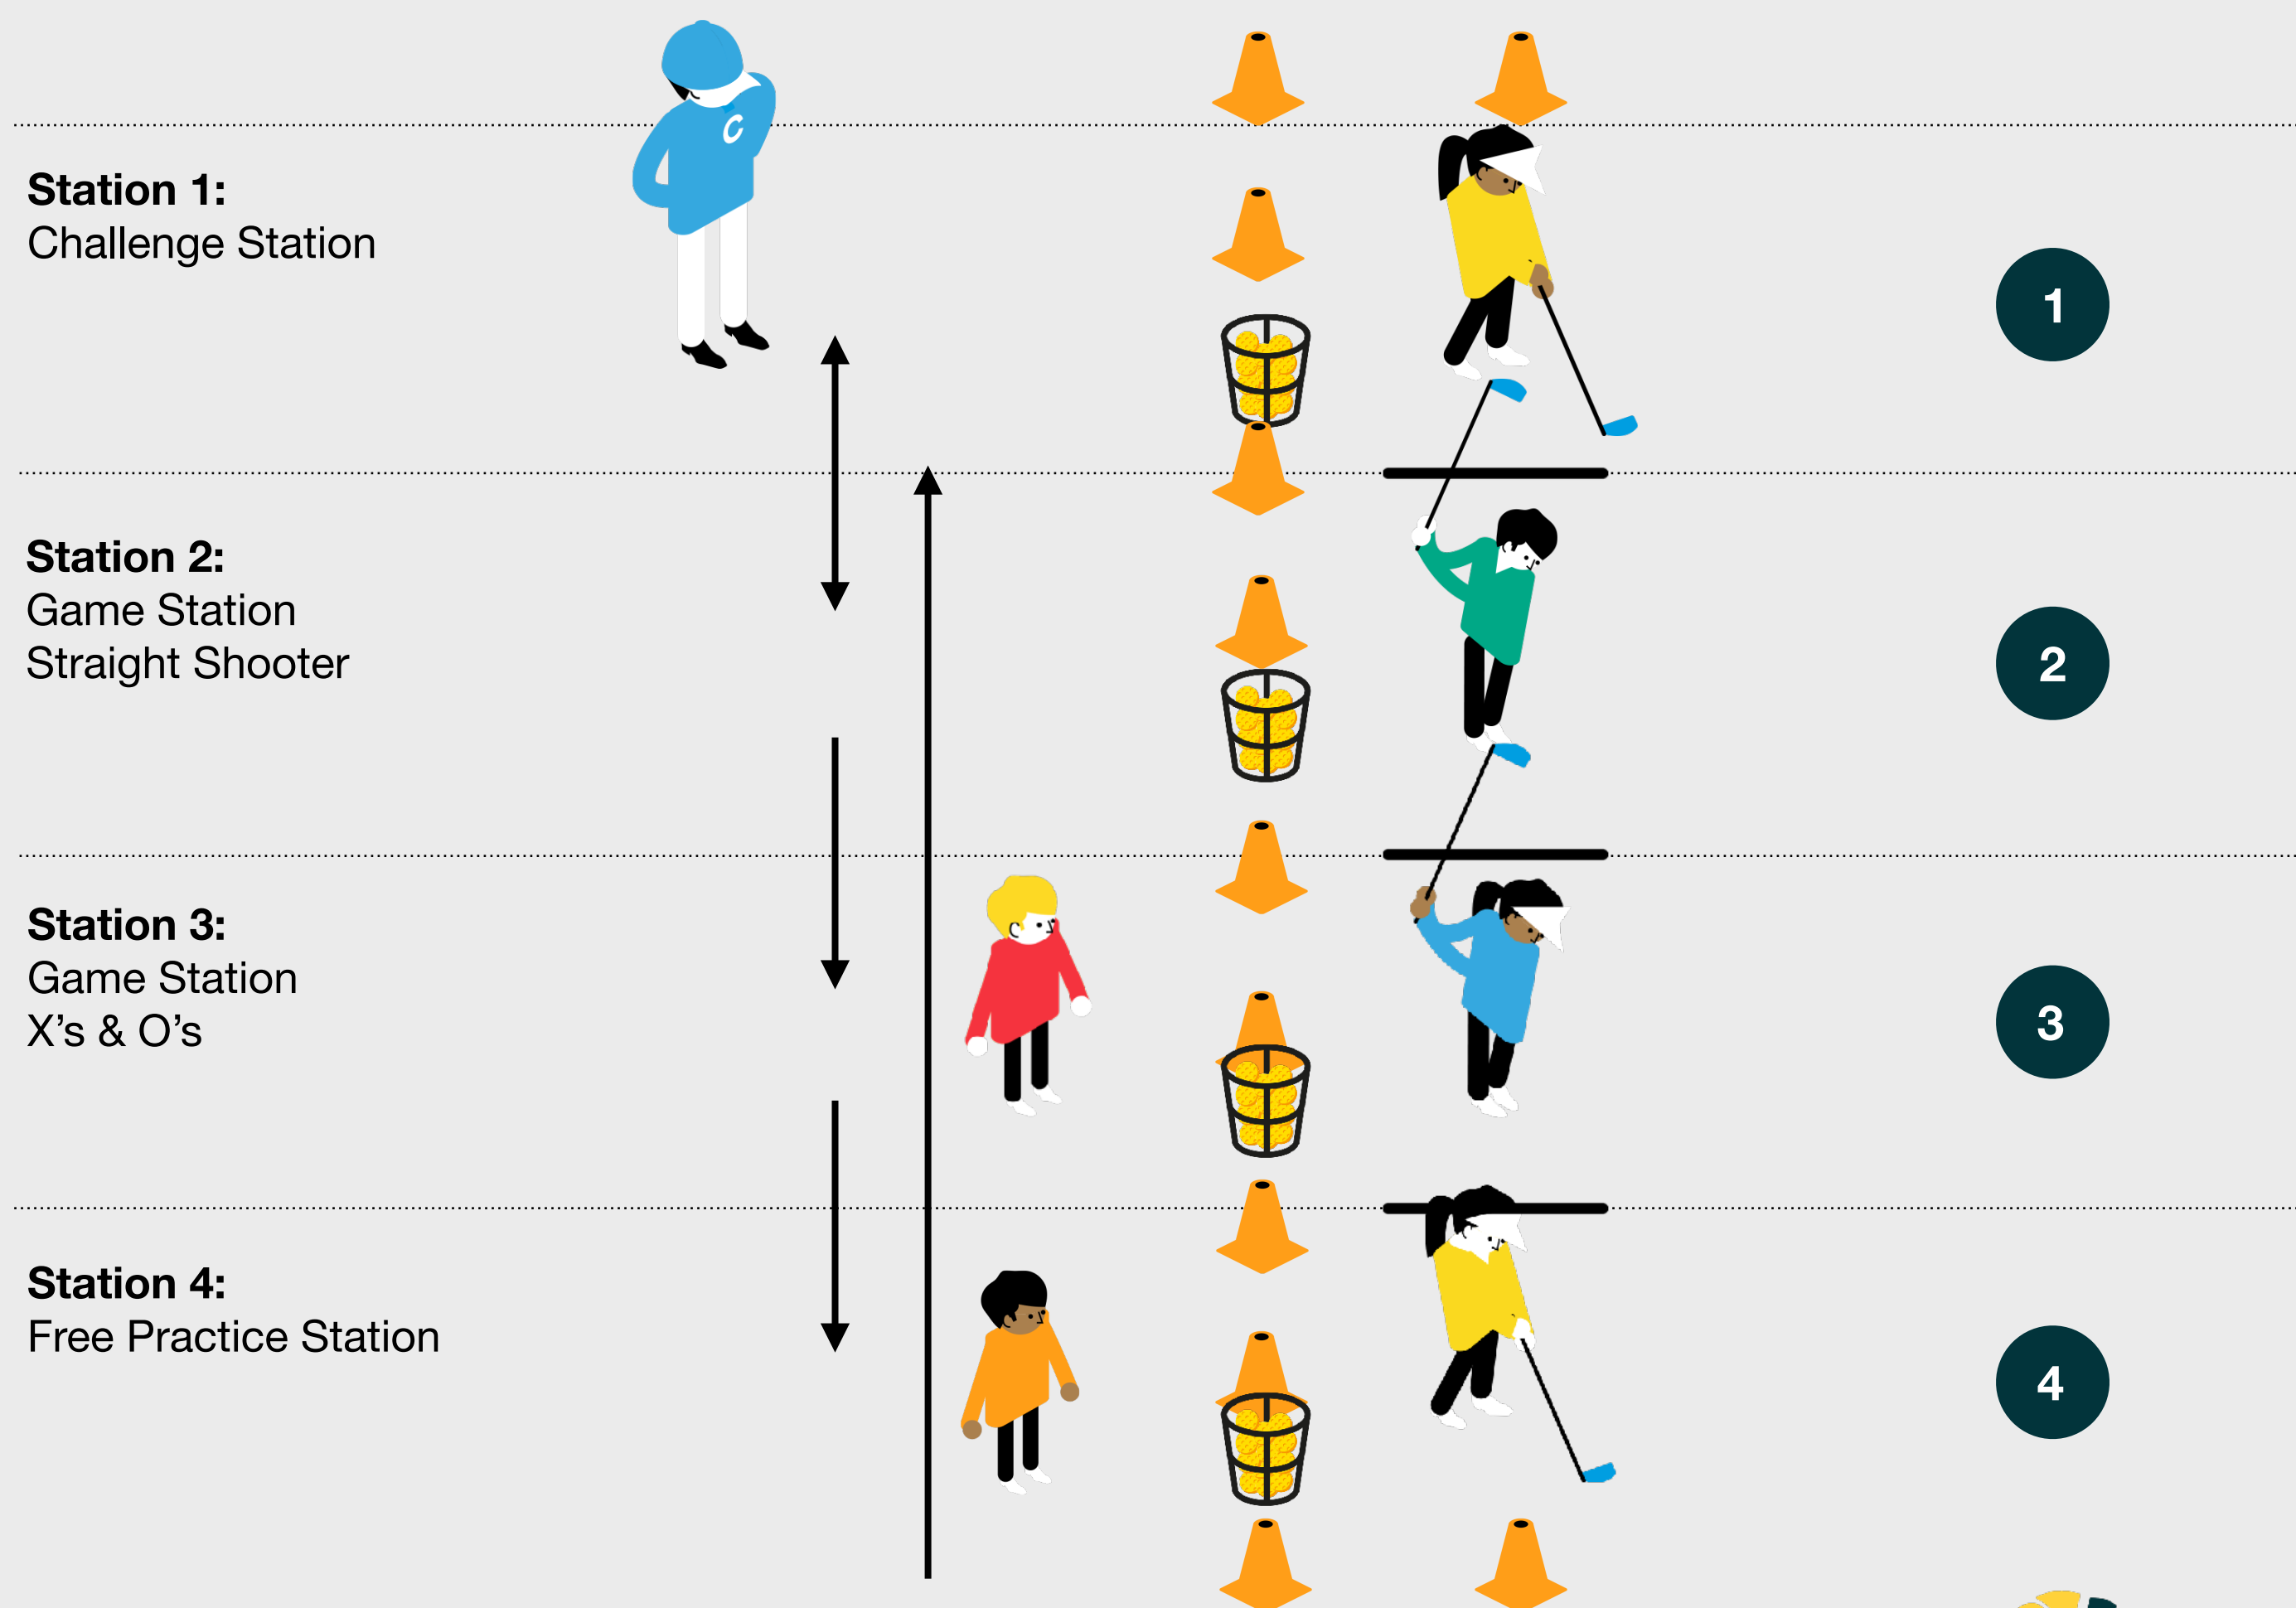 C
Station 1:
Challenge Station
1
Station 2:
Game Station
Straight Shooter
2
Station 3:
Game Station
X’s & O’s
3
Station 4:
Free Practice Station
4